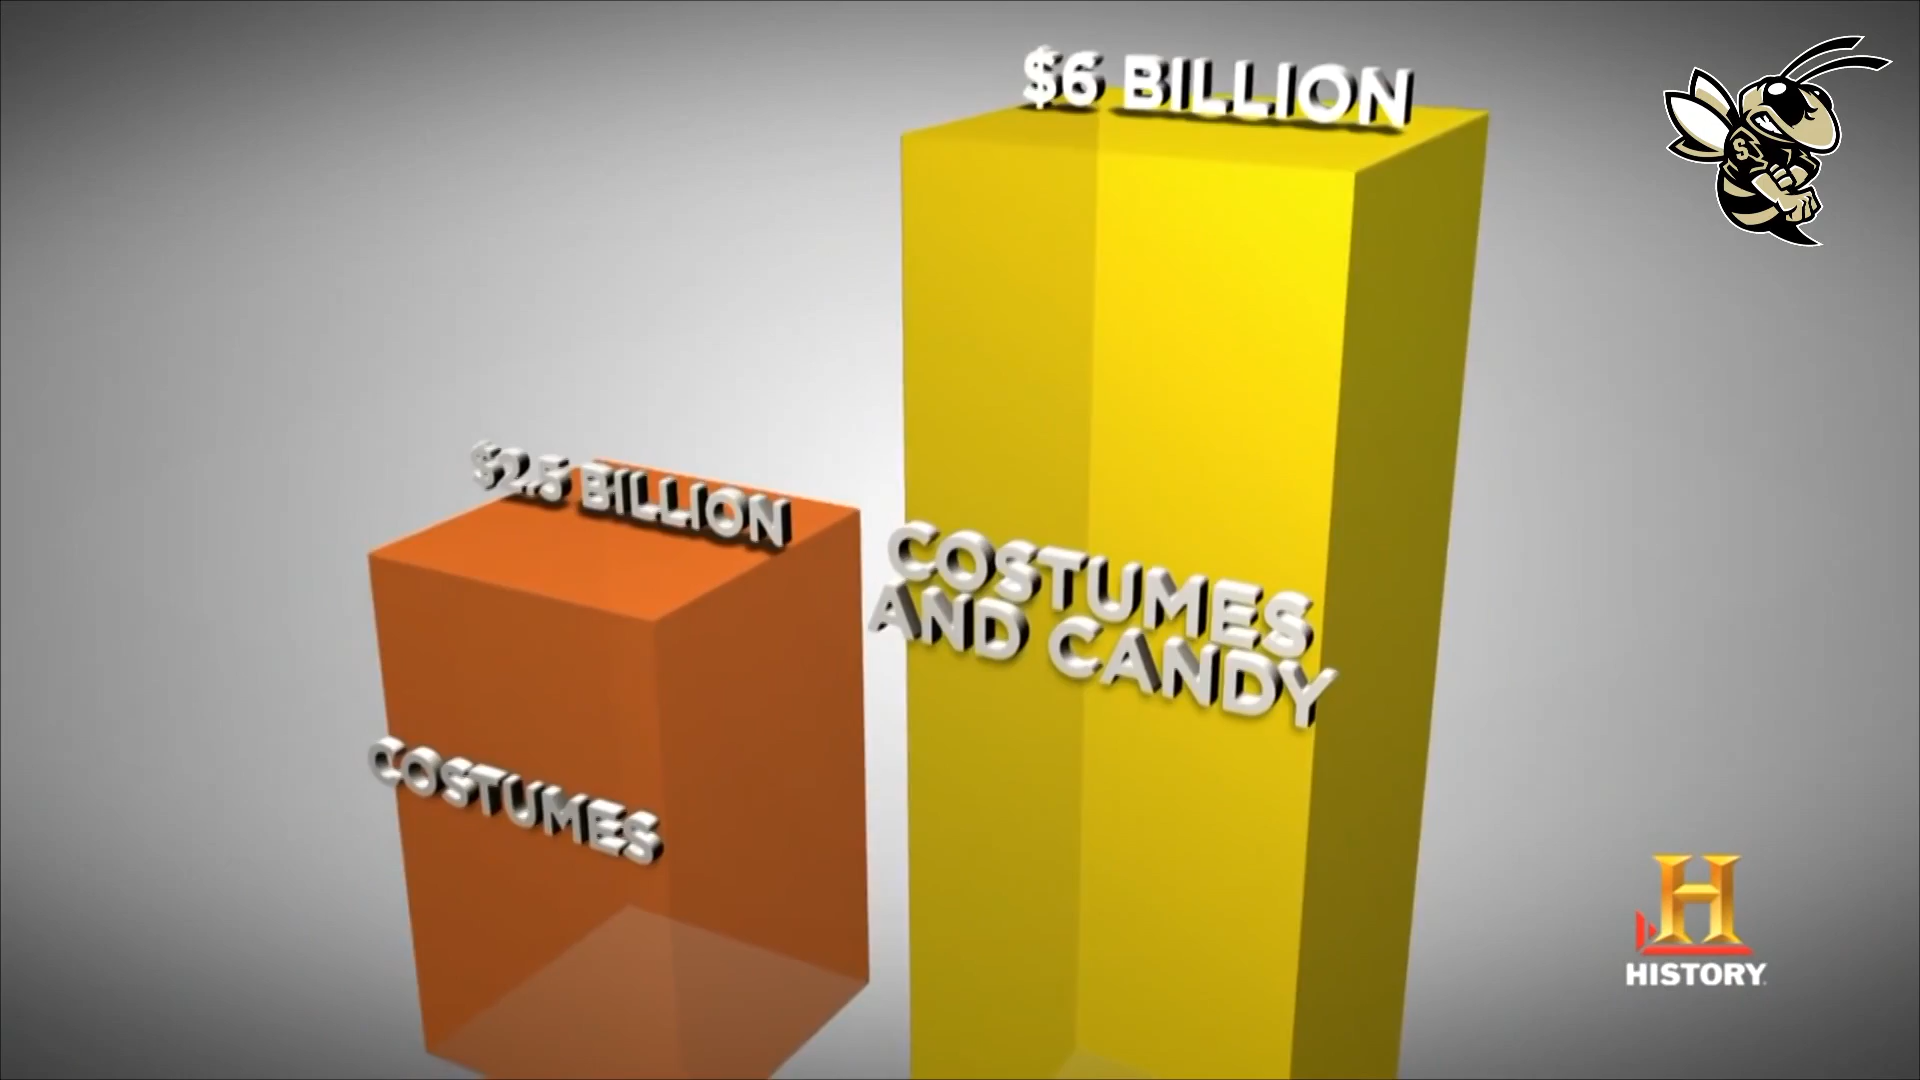 $6 BILLION
$2.5 BILLION
COSTUMES
AND CANDY
COSTUMES
S
H
HISTORY